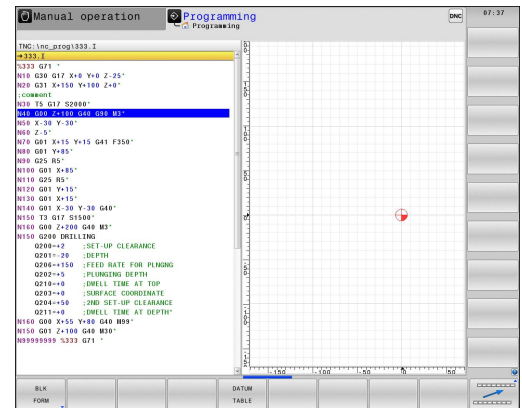 Manual operation
Programming
Programming
DNC
07:37
TNC:\nc_prog\333.I
→333.I
%333 G71 *
N10 G30 G17 X+0 Y+0 Z-25*
N20 G31 X+150 Y+100 Z+0*
;comment
N30 T5 G17 S2000*
N40 G00 Z+100 G40 G90 M3*
N50 X-30 Y-30*
N60 Z-5*
N70 G01 X+15 Y+15 G41 F350*
N80 G01 Y+85*
N90 G25 R5*
N100 G01 X+85*
N110 G25 R5*
N120 G01 Y+15*
N130 G01 X+15*
N140 G01 X-30 Y-30 G40*
N150 T3 G17 S1500*
N160 G00 Z+200 G40 M3*
N150 G200 DRILLING
Q200=+2 ;SET-UP CLEARANCE
Q201=-20 ;DEPTH
Q206=+150 ;FEED RATE FOR PLNGNG
Q202=+5 ;PLUNGING DEPTH
Q210=+0 ;DWELL TIME AT TOP
Q203=+0 ;SURFACE COORDINATE
Q204=+50 ;2ND SET-UP CLEARANCE
Q211=+0 ;DWELL TIME AT DEPTH*
N160 G00 X+55 Y+80 G40 M99*
N150 G01 Z+100 G40 M30*
N99999999 %333 G71 *
-150 -100 -50 0 50
BLK
FORM
DATUM
TABLE